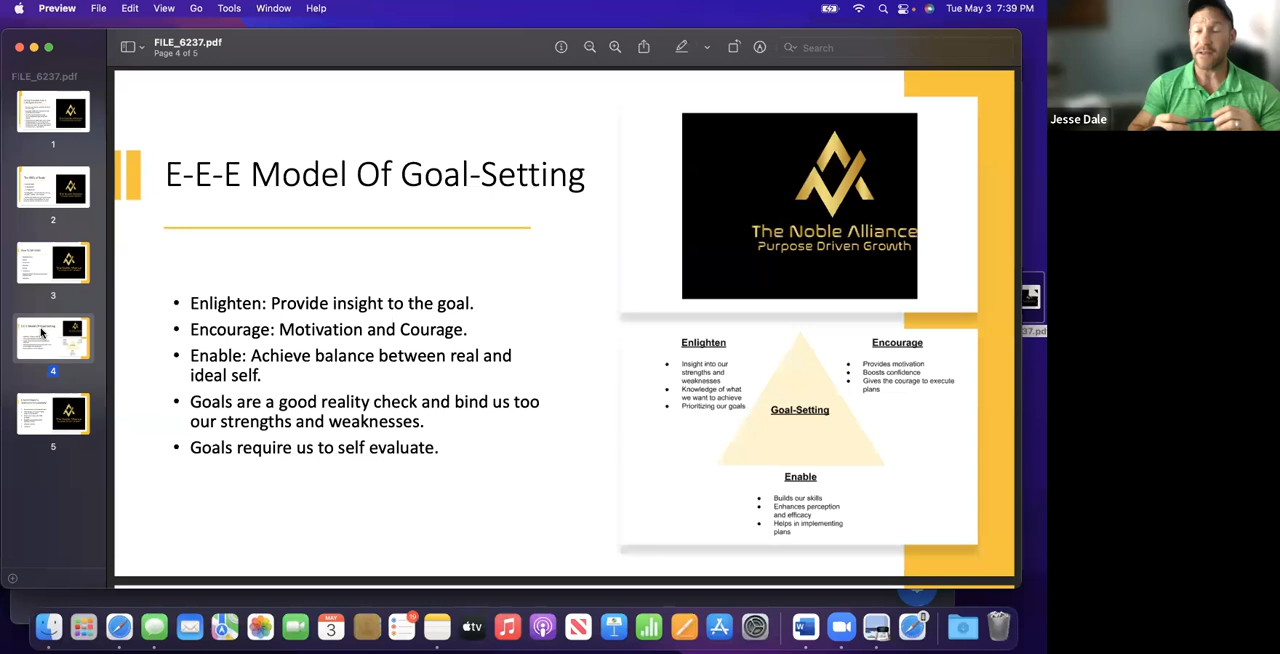 Preview File Edit View Go Tools Window Help
Tue May 3 7:39 PM
FILE_6237.pdf
Page 4 of 5
Search
FILE_6237.pdf
1
2
3
4
5
E-E-E Model Of Goal-Setting
• Enlighten: Provide insight to the goal.
• Encourage: Motivation and Courage.
• Enable: Achieve balance between real and
ideal self.
• Goals are a good reality check and bind us too
our strengths and weaknesses.
• Goals require us to self evaluate.
The Noble Alliance
Purpose Driven Growth
Enlighten
• Insight into our
strengths and
weaknesses
• Knowledge of what
we want to achieve
• Prioritizing our goals
Encourage
• Provides motivation
• Boosts confidence
• Gives the courage to execute
plans
Goal-Setting
Enable
• Builds our skills
• Enhances perception
and efficacy
• Helps in implementing
plans
Jesse Dale
37.pdf
MAY
3
19
tv